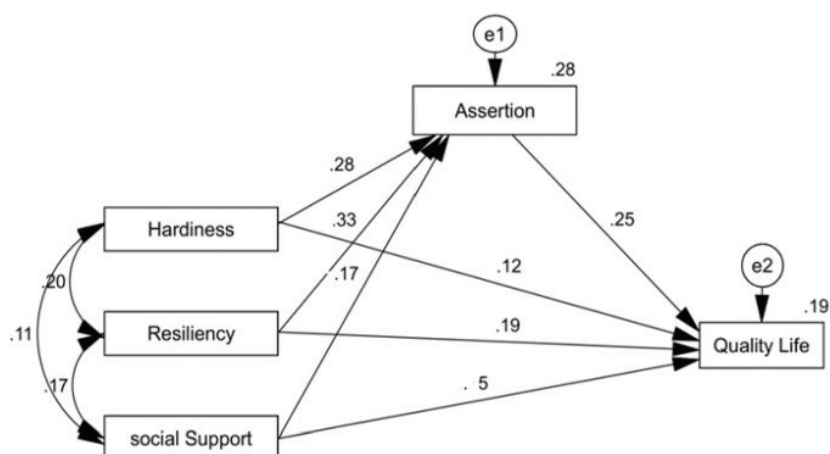 e1
.28
Assertion
.28
Hardiness
.33
.25
.20
.17
.12
e2
.11
Resiliency
.19
.19
Quality Life
.17
. 5
social Support